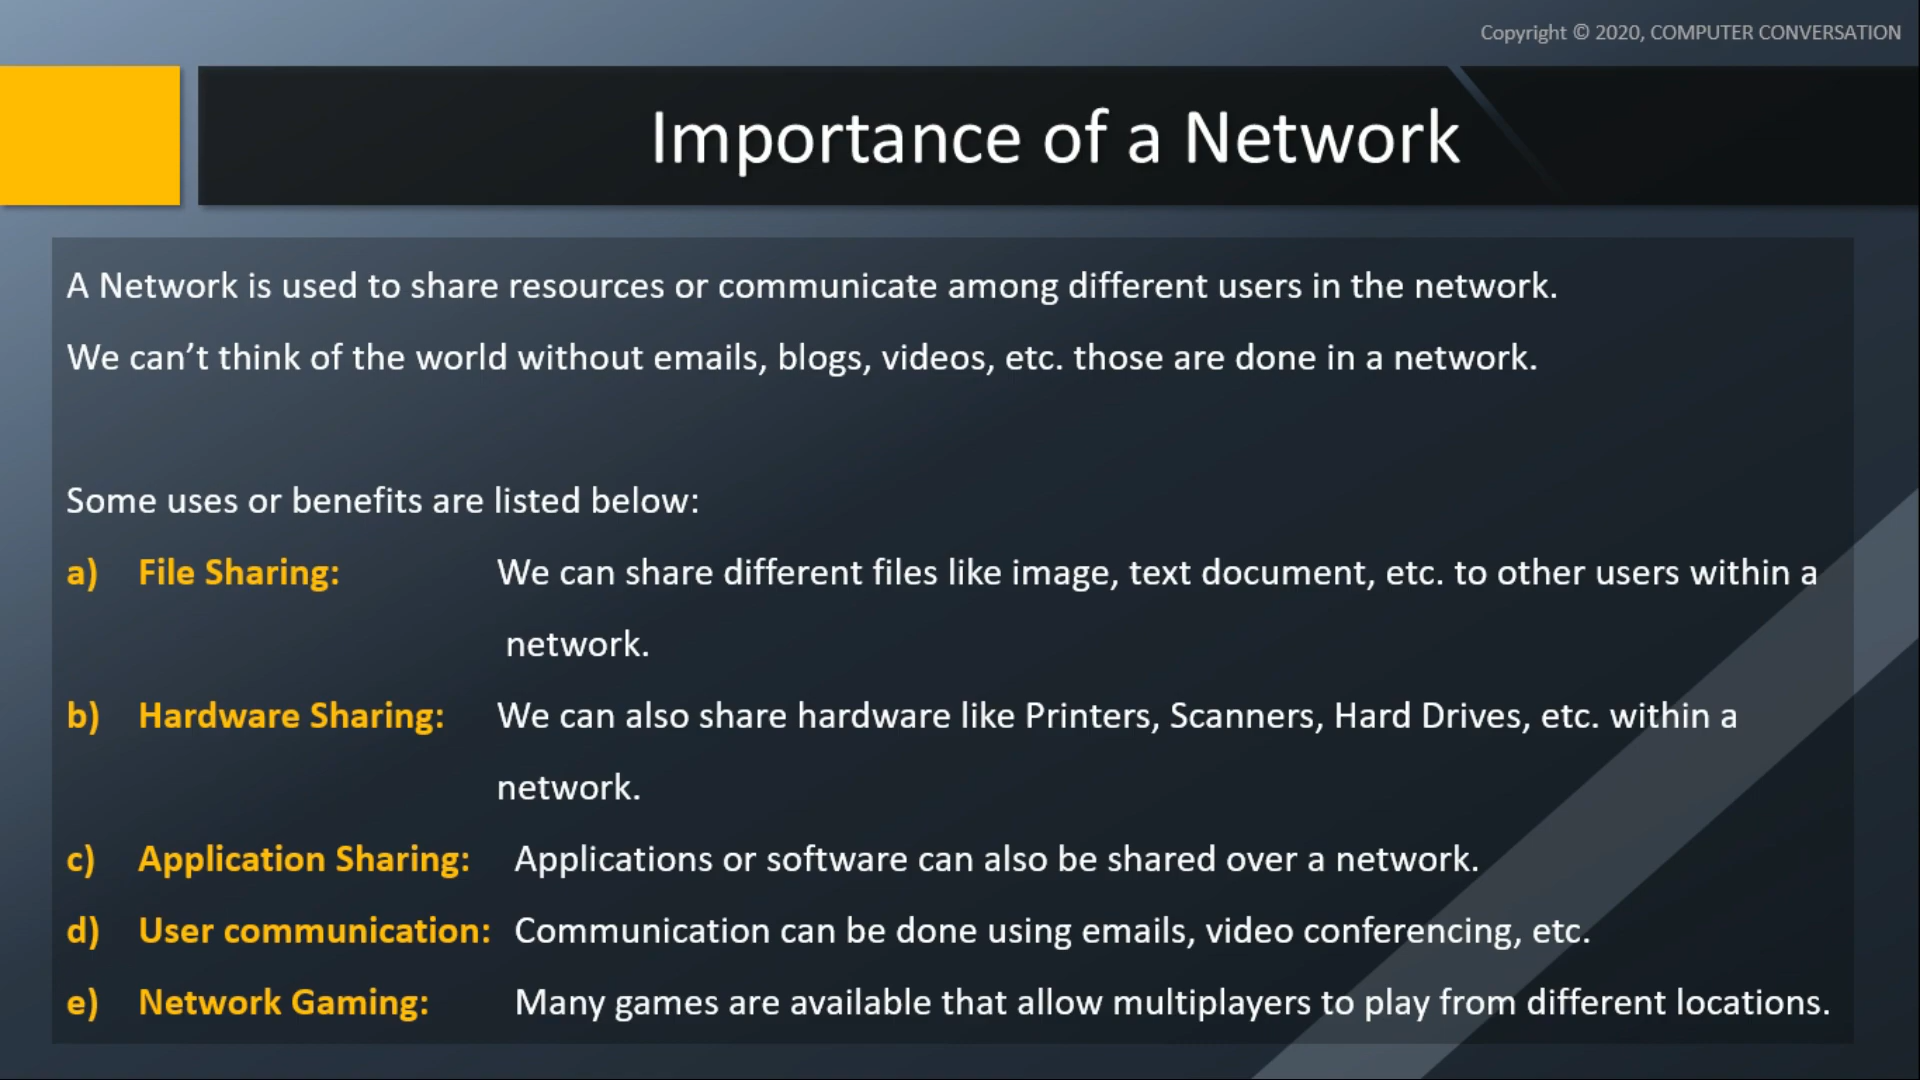 Copyright © 2020, COMPUTER CONVERSATION
Importance of a Network
A Network is used to share resources or communicate among different users in the network.
We can’t think of the world without emails, blogs, videos, etc. those are done in a network.
Some uses or benefits are listed below:
a) File Sharing: We can share different files like image, text document, etc. to other users within a
network.
b) Hardware Sharing: We can also share hardware like Printers, Scanners, Hard Drives, etc. within a
network.
c) Application Sharing: Applications or software can also be shared over a network.
d) User communication: Communication can be done using emails, video conferencing, etc.
e) Network Gaming: Many games are available that allow multiplayers to play from different locations.